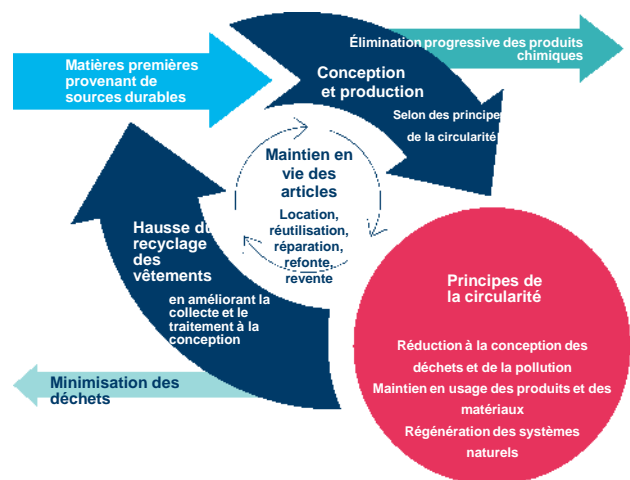 Élimination progressive des produits
chimiques
Matières premières
provenant de
sources durables
Conception
et production
Selon des principe
de la circularité
Maintien en
vie des
articles
Location,
réutilisation,
réparation,
refonte,
revente
Hausse du
recyclage
des
vêtements
en améliorant la
collecte et le
traitement à la
conception
Minimisation des
déchets
Principes de
la circularité
Réduction à la conception des
déchets et de la pollution
Maintien en usage des produits et des
matériaux
Régénération des systèmes
naturels